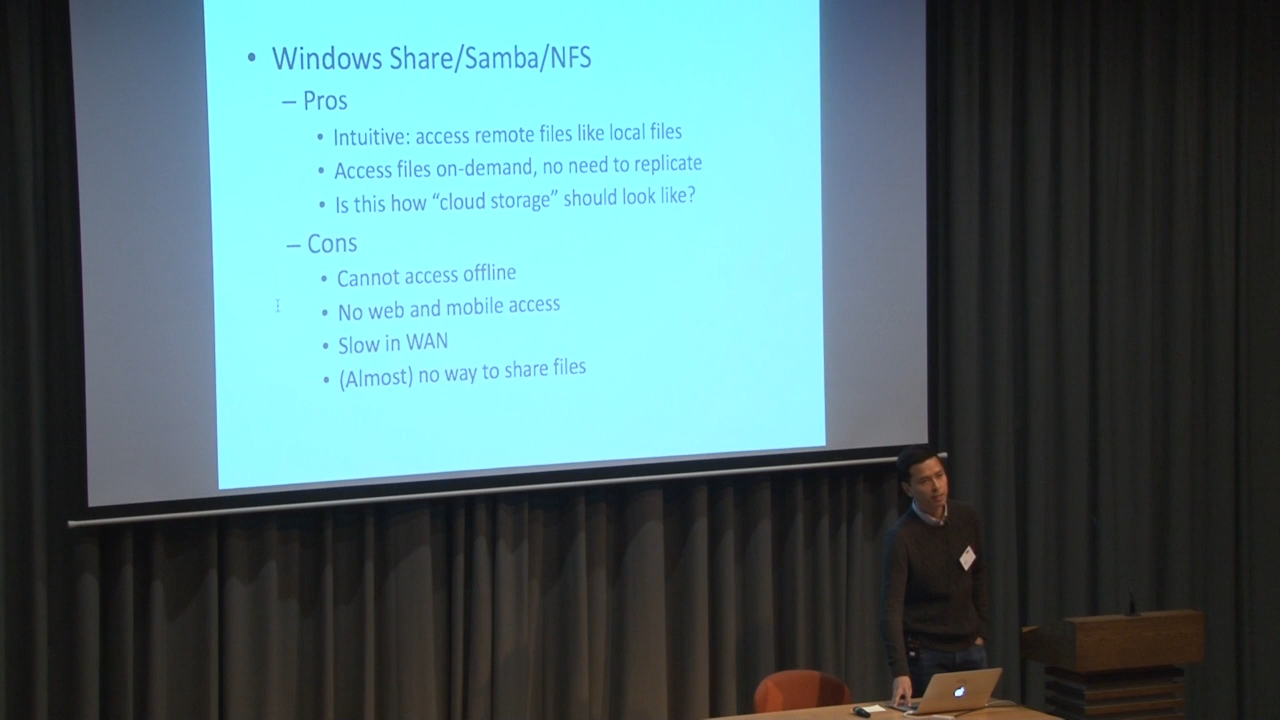 • Windows Share/Samba/NFS
– Pros
• Intuitive: access remote files like local files
• Access files on-demand, no need to replicate
• Is this how “cloud storage” should look like?
– Cons
• Cannot access offline
• No web and mobile access
• Slow in WAN
• (Almost) no way to share files